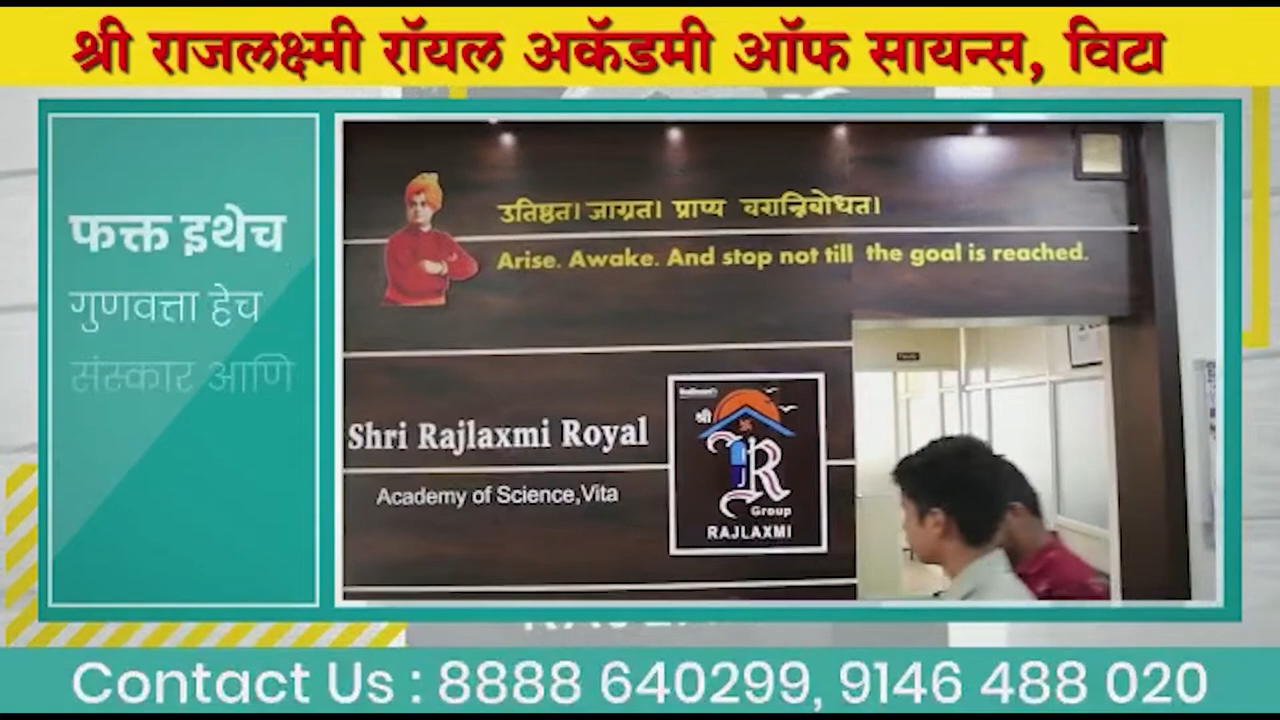 श्री राजलक्ष्मी रॉयल अकॅडमी ऑफ सायन्स, विटा
फक्त इथेच
गुणवत्ता हेच
संस्कार आणि
उतिष्ठत। जाग्रत। प्राप्य वरान्निबोधत।
Arise. Awake. And stop not till the goal is reached.
Shri Rajlaxmi Royal
Academy of Science,Vita
श्री
R
Group
RAJLAXMI
Contact Us : 8888 640299, 9146 488 020